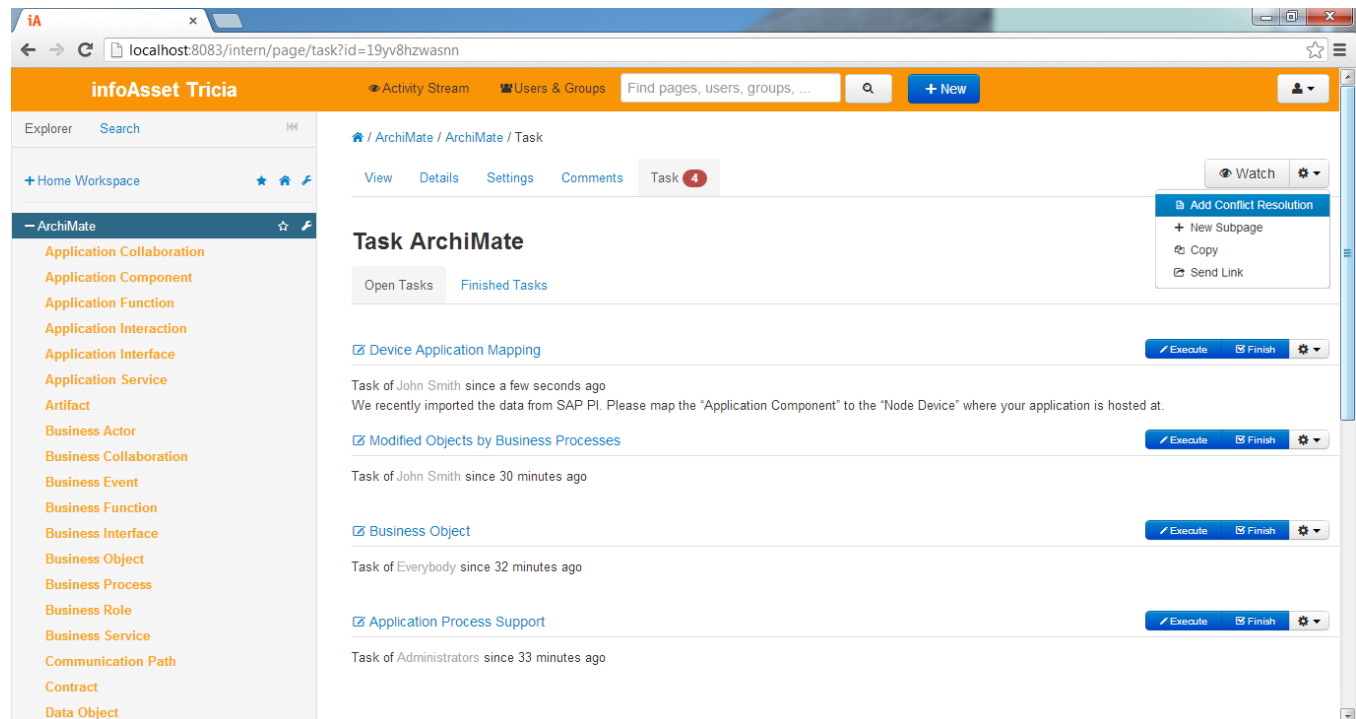 iA ×
localhost:8083/intern/page/task?id=19yv8hzwasnn
infoAsset Tricia
Activity Stream Users & Groups Find pages, users, groups, ... + New
Explorer Search
/ ArchiMate / ArchiMate / Task
+ Home Workspace
View Details Settings Comments Task 4
Watch
− ArchiMate
Add Conflict Resolution
+ New Subpage
Copy
Send Link
Application Collaboration
Application Component
Application Function
Application Interaction
Application Interface
Application Service
Artifact
Business Actor
Business Collaboration
Business Event
Business Function
Business Interface
Business Object
Business Process
Business Role
Business Service
Communication Path
Contract
Data Object
Task ArchiMate
Open Tasks Finished Tasks
Device Application Mapping
Execute Finish
Task of John Smith since a few seconds ago
We recently imported the data from SAP PI. Please map the “Application Component” to the “Node Device” where your application is hosted at.
Modified Objects by Business Processes
Execute Finish
Task of John Smith since 30 minutes ago
Business Object
Execute Finish
Task of Everybody since 32 minutes ago
Application Process Support
Execute Finish
Task of Administrators since 33 minutes ago